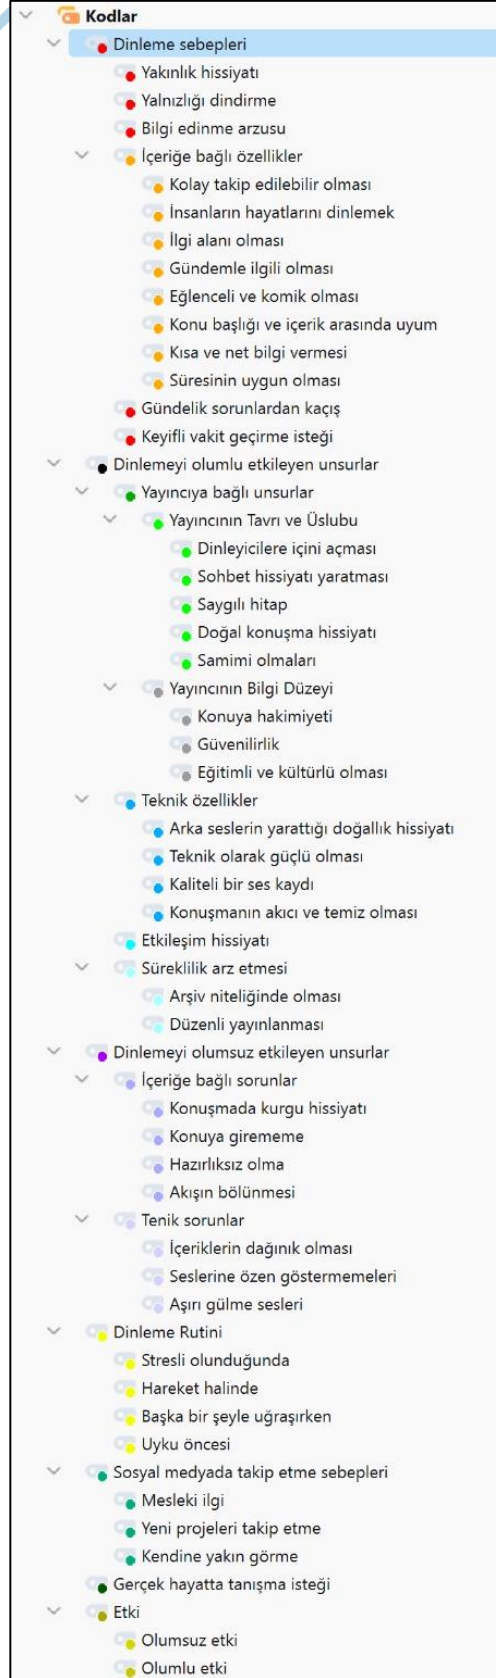 Kodlar
Dinleme sebepleri
Yakınlık hissiyatı
Yalnızlığı dindirme
Bilgi edinme arzusu
İçeriğe bağlı özellikler
Kolay takip edilebilir olması
İnsanların hayatlarını dinlemek
İlgi alanı olması
Gündemle ilgili olması
Eğlenceli ve komik olması
Konu başlığı ve içerik arasında uyum
Kısa ve net bilgi vermesi
Süresinin uygun olması
Gündelik sorunlardan kaçış
Keyifli vakit geçirme isteği
Dinlemeyi olumlu etkileyen unsurlar
Yayıncıya bağlı unsurlar
Yayıncının Tavrı ve Üslubu
Dinleyicilere içini açması
Sohbet hissiyatı yaratması
Saygılı hitap
Doğal konuşma hissiyatı
Samimi olmaları
Yayıncının Bilgi Düzeyi
Konuya hakimiyeti
Güvenilirlik
Eğitimli ve kültürlü olması
Teknik özellikler
Arka seslerin yarattığı doğallık hissiyatı
Teknik olarak güçlü olması
Kaliteli bir ses kaydı
Konuşmanın akıcı ve temiz olması
Etkileşim hissiyatı
Süreklilik arz etmesi
Arşiv niteliğinde olması
Düzenli yayınlanması
Dinlemeyi olumsuz etkileyen unsurlar
İçeriğe bağlı sorunlar
Konuşmada kurgu hissiyatı
Konuya girememe
Hazırlıksız olma
Akışın bölünmesi
Tenik sorunlar
İçeriklerin dağınık olması
Seslerine özen göstermemeleri
Aşırı gülme sesleri
Dinleme Rutini
Stresli olunduğunda
Hareket halinde
Başka bir şeyle uğraşırken
Uyku öncesi
Sosyal medyada takip etme sebepleri
Mesleki ilgi
Yeni projeleri takip etme
Kendine yakın görme
Gerçek hayatta tanışma isteği
Etki
Olumsuz etki
Olumlu etki